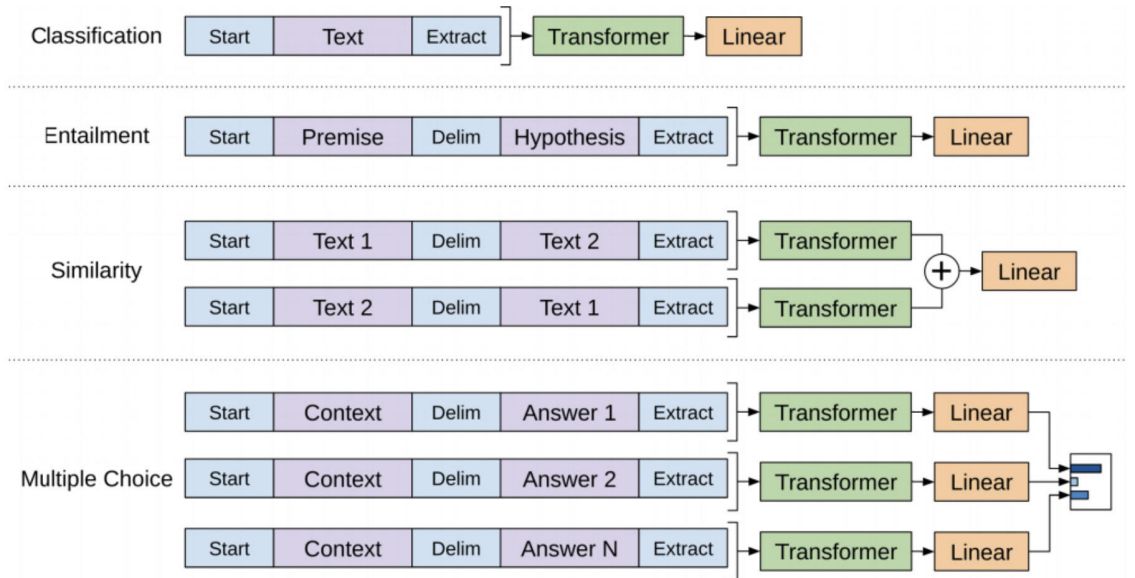 Classification Start Text Extract Transformer Linear
Entailment Start Premise Delim Hypothesis Extract Transformer Linear
Similarity
Start Text 1 Delim Text 2 Extract Transformer
+ Linear
Start Text 2 Delim Text 1 Extract Transformer
Multiple Choice
Start Context Delim Answer 1 Extract Transformer Linear
Start Context Delim Answer 2 Extract Transformer Linear
Start Context Delim Answer N Extract Transformer Linear